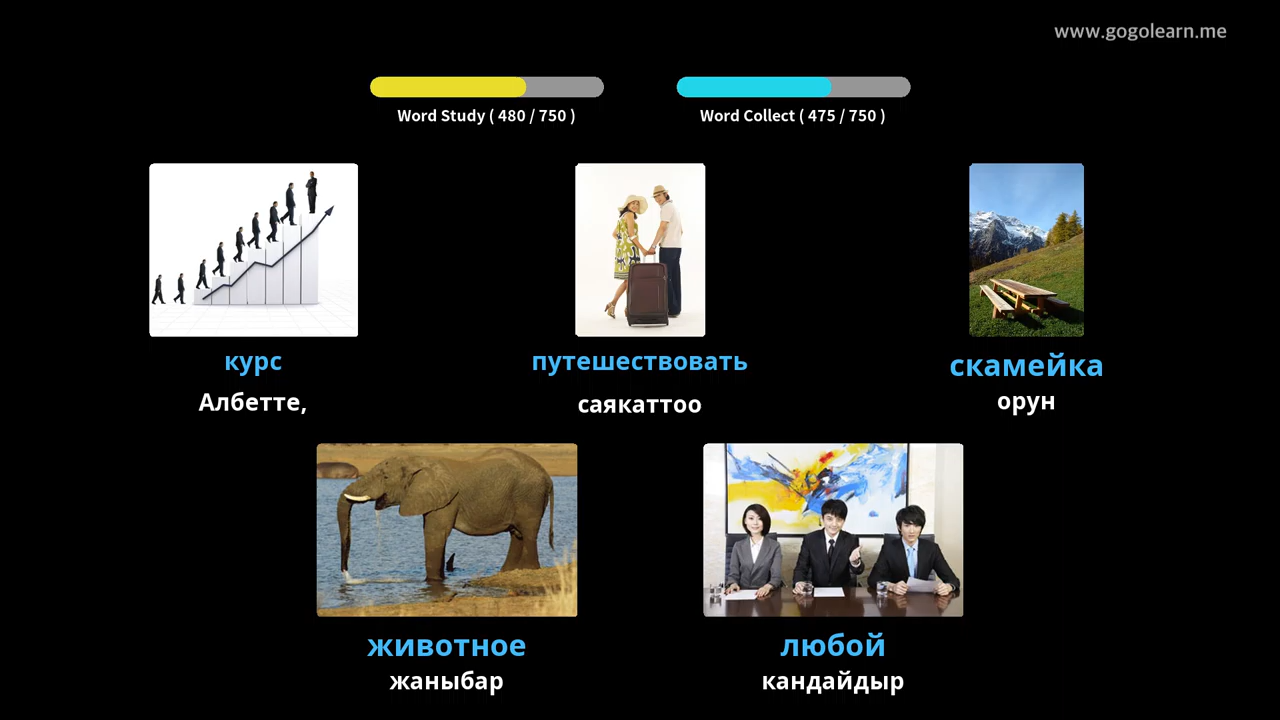 www.gogolearn.me
Word Study ( 480 / 750 )
Word Collect ( 475 / 750 )
курс
Албетте,
путешествовать
саякаттоо
скамейка
орун
животное
жаныбар
любой
кандайдыр